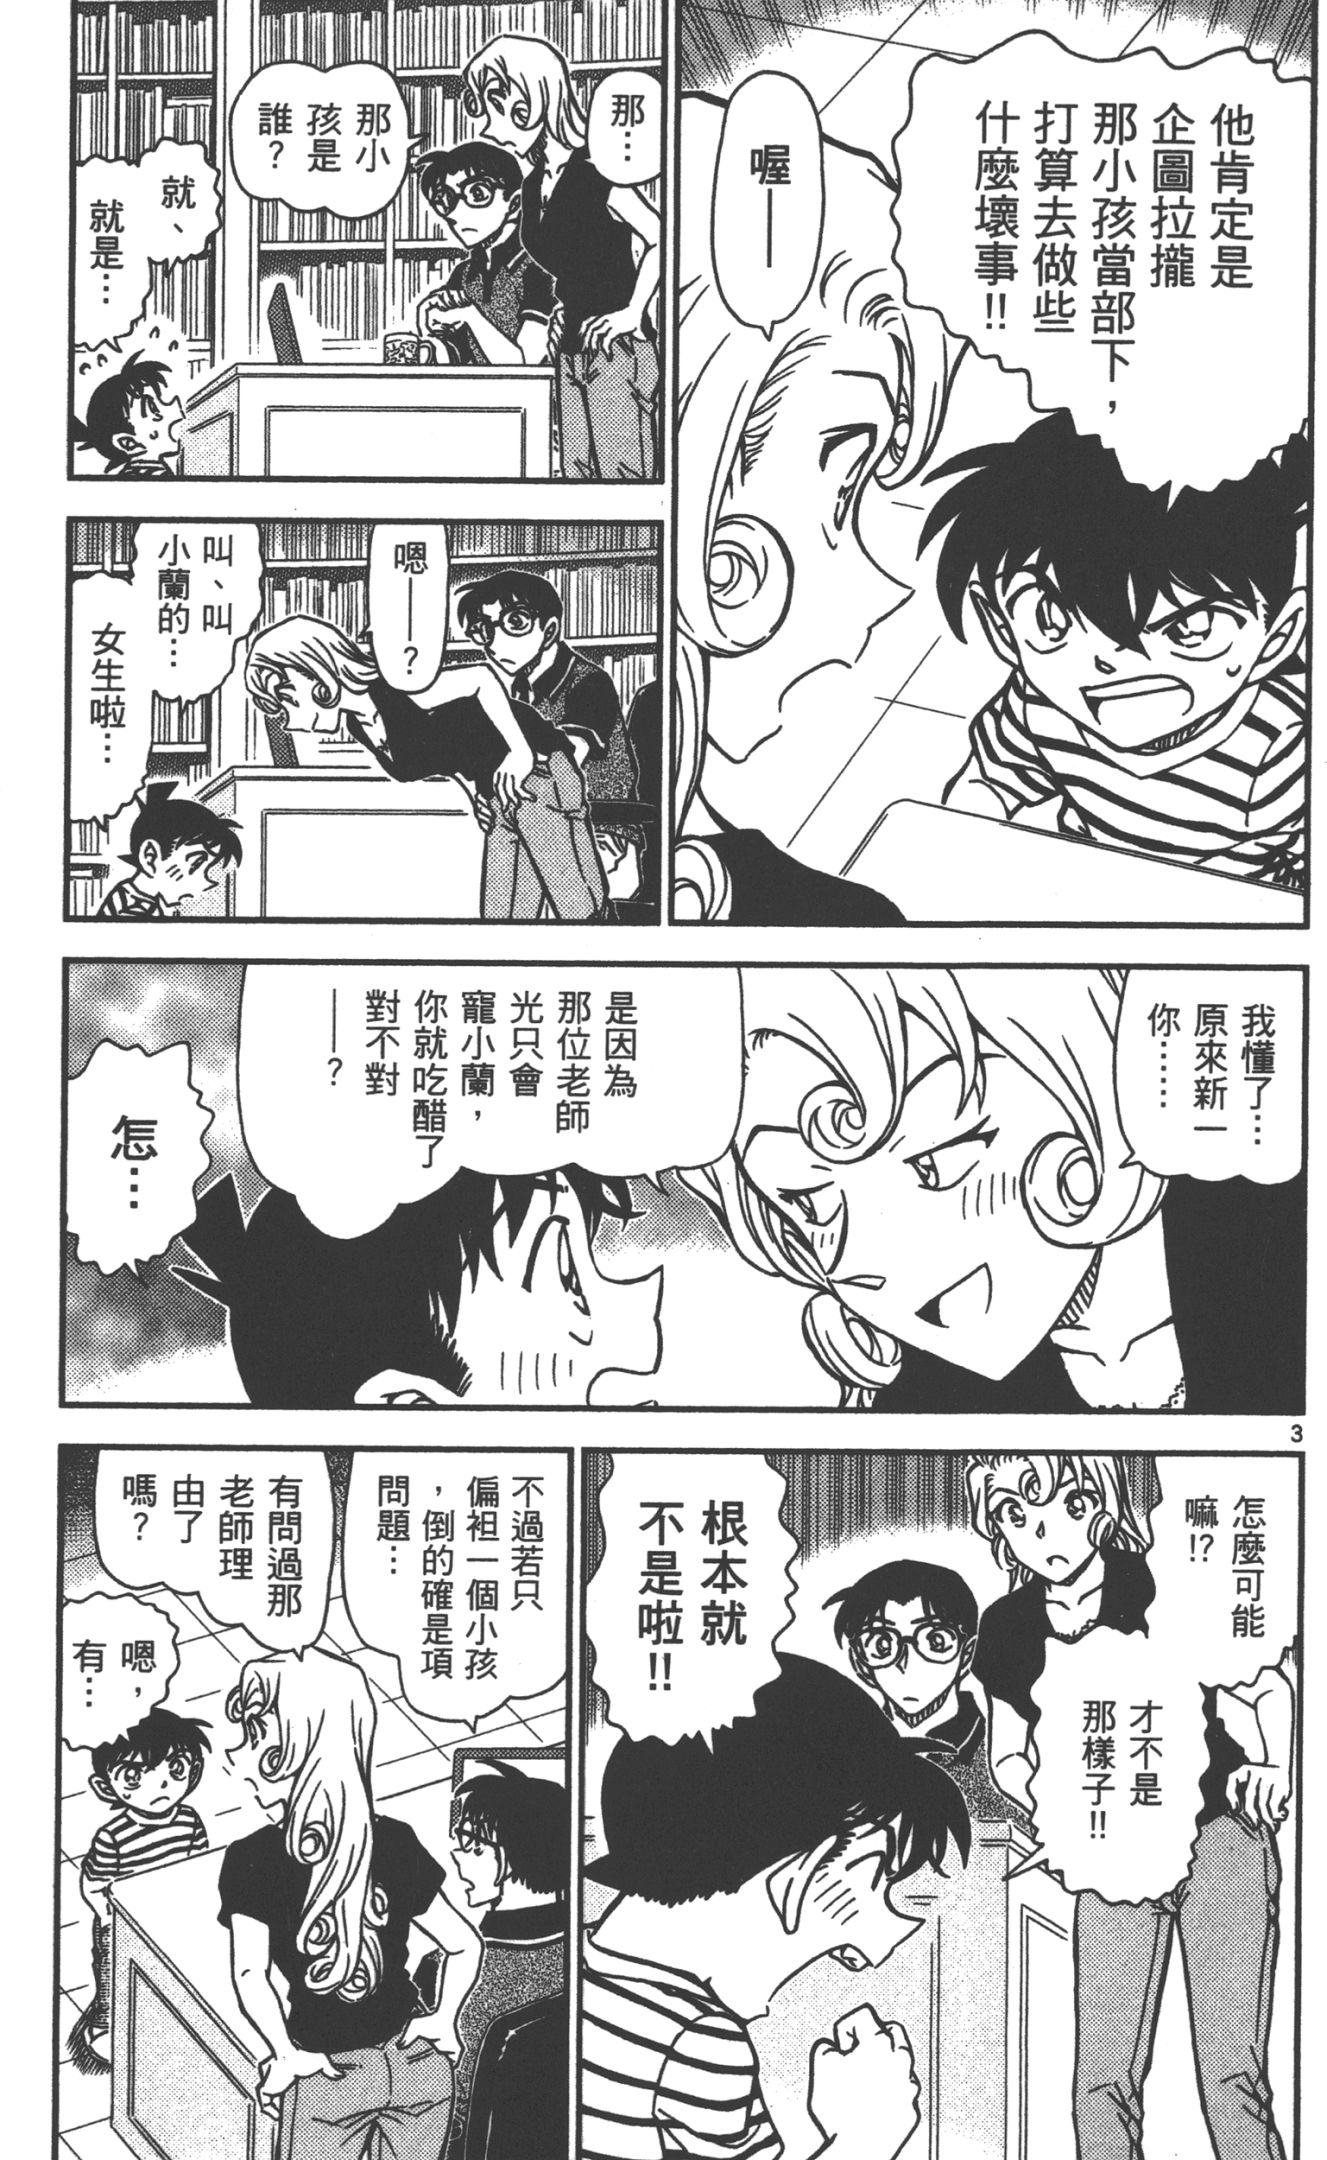 他肯定是
企圖拉攏
那小孩當部下，
打算去做些
什麼壞事!!
喔——
那…
那小
孩是
誰？
就、
就是…
嗯——？
叫、叫
小蘭的…
女生啦…
我懂了…
原來新一
你……
是因為
那位老師
光只會
寵小蘭，
你就吃醋了
對不對
——？
怎…
3
怎麼可能
嘛!?
才不是
那樣子!!
根本就
不是啦!!
不過若只
偏袒一個小孩
，倒的確是項
問題…
有問過那
老師理
由了
嗎？
嗯，
有…